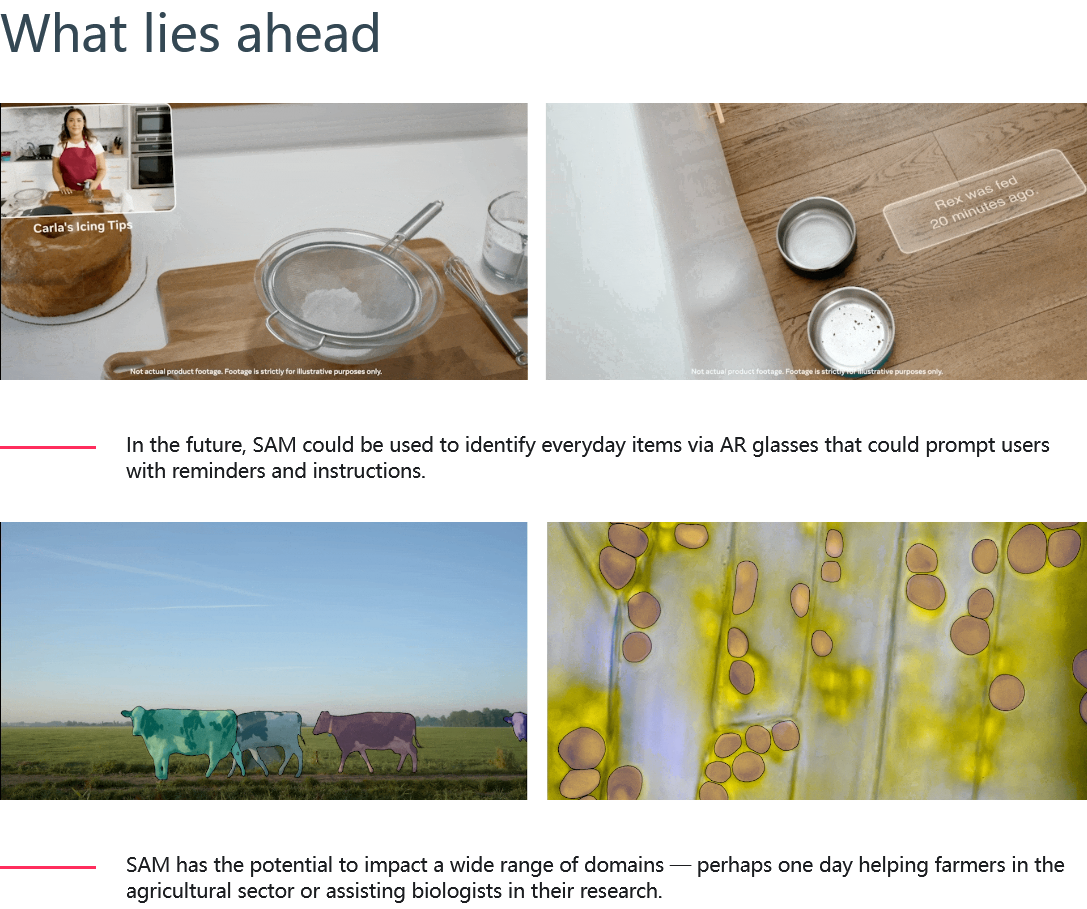 What lies ahead
Carla's Icing Tips
Not actual product footage. Footage is strictly for illustrative purposes only.
Rex was fed
20 minutes ago.
Not actual product footage. Footage is strictly for illustrative purposes only.
In the future, SAM could be used to identify everyday items via AR glasses that could prompt users
with reminders and instructions.
SAM has the potential to impact a wide range of domains — perhaps one day helping farmers in the
agricultural sector or assisting biologists in their research.